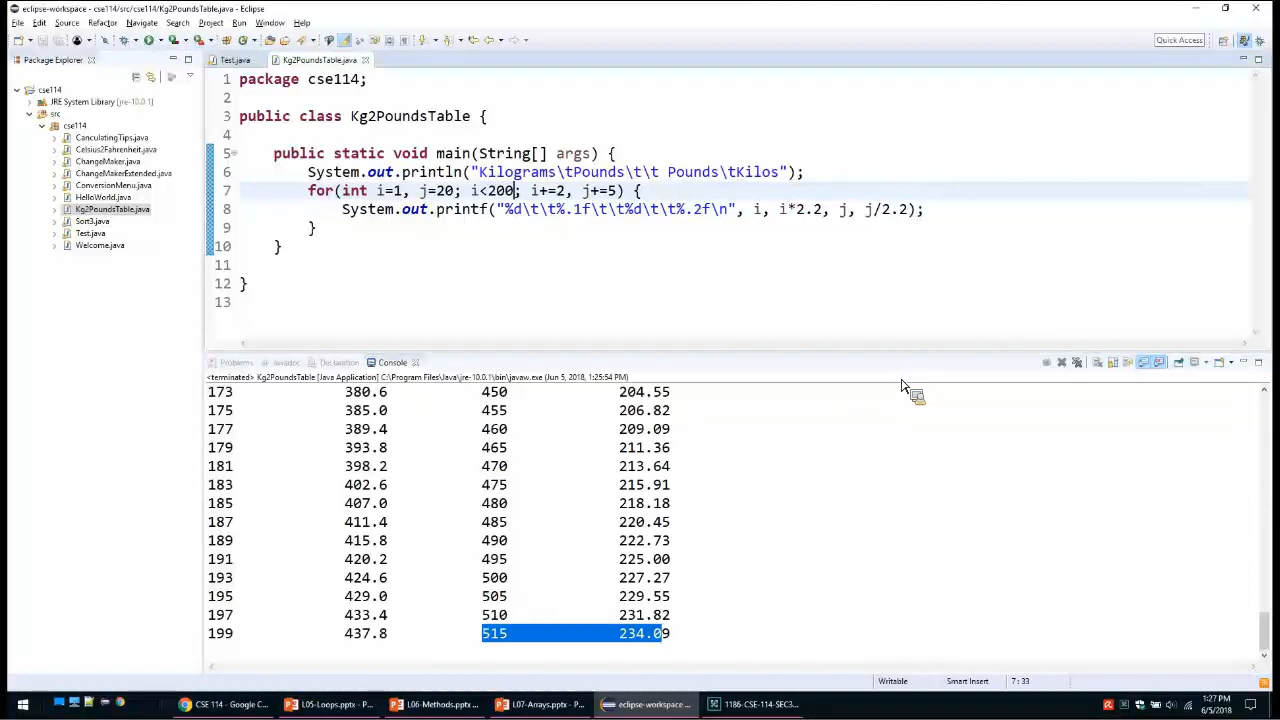 eclipse-workspace - cse114/src/cse114/Kg2PoundsTable.java - Eclipse
File Edit Source Refactor Navigate Search Project Run Eclipse Window Help
Quick Access
Package Explorer
Test.java Kg2PoundsTable.java
cse114
JRE System Library [jre-10.0.1]
src
cse114
CanculatingTips.java
Celsius2Fahrenheit.java
ChangeMaker.java
ChangeMakerExtended.java
ConversionMenu.java
HelloWorld.java
Kg2PoundsTable.java
Sort3.java
Test.java
Welcome.java
1 package cse114;
2
3 public class Kg2PoundsTable {
4
5 public static void main(String[] args) {
6 System.out.println("Kilograms\tPounds\t\t Pounds\tKilos");
7 for(int i=1, j=20; i<200; i+=2, j+=5) {
8 System.out.printf("%d\t\t%.1f\t\t%d\t\t%.2f\n", i, i*2.2, j, j/2.2);
9 }
10 }
11
12 }
13
Problems Javadoc Declaration Console
<terminated> Kg2PoundsTable [Java Application] C:\Program Files\Java\jre-10.0.1\bin\javaw.exe (Jun 5, 2018, 1:25:54 PM)
173 380.6 450 204.55
175 385.0 455 206.82
177 389.4 460 209.09
179 393.8 465 211.36
181 398.2 470 213.64
183 402.6 475 215.91
185 407.0 480 218.18
187 411.4 485 220.45
189 415.8 490 222.73
191 420.2 495 225.00
193 424.6 500 227.27
195 429.0 505 229.55
197 433.4 510 231.82
199 437.8 515 234.09
Writable Smart Insert 7 : 33
CSE 114 - Google C... L05-Loops.pptx - P... L06-Methods.pptx... L07-Arrays.pptx - P... eclipse-workspace ... 1186-CSE-114-SEC3... 1:27 PM
6/5/2018